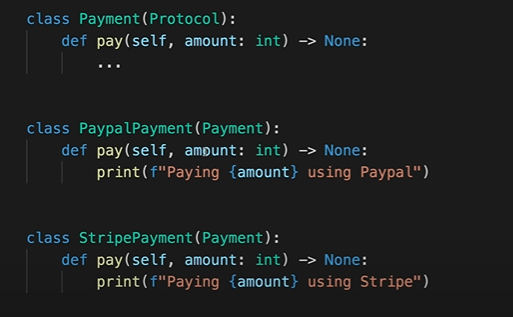 class Payment(Protocol):
    def pay(self, amount: int) -> None:
        ...
class PaypalPayment(Payment):
    def pay(self, amount: int) -> None:
        print(f"Paying {amount} using Paypal")
class StripePayment(Payment):
    def pay(self, amount: int) -> None:
        print(f"Paying {amount} using Stripe")